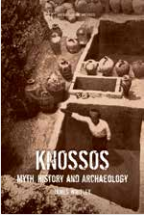 KNOSSOS
MYTH, HISTORY AND ARCHAEOLOGY
JAMES WHITLEY